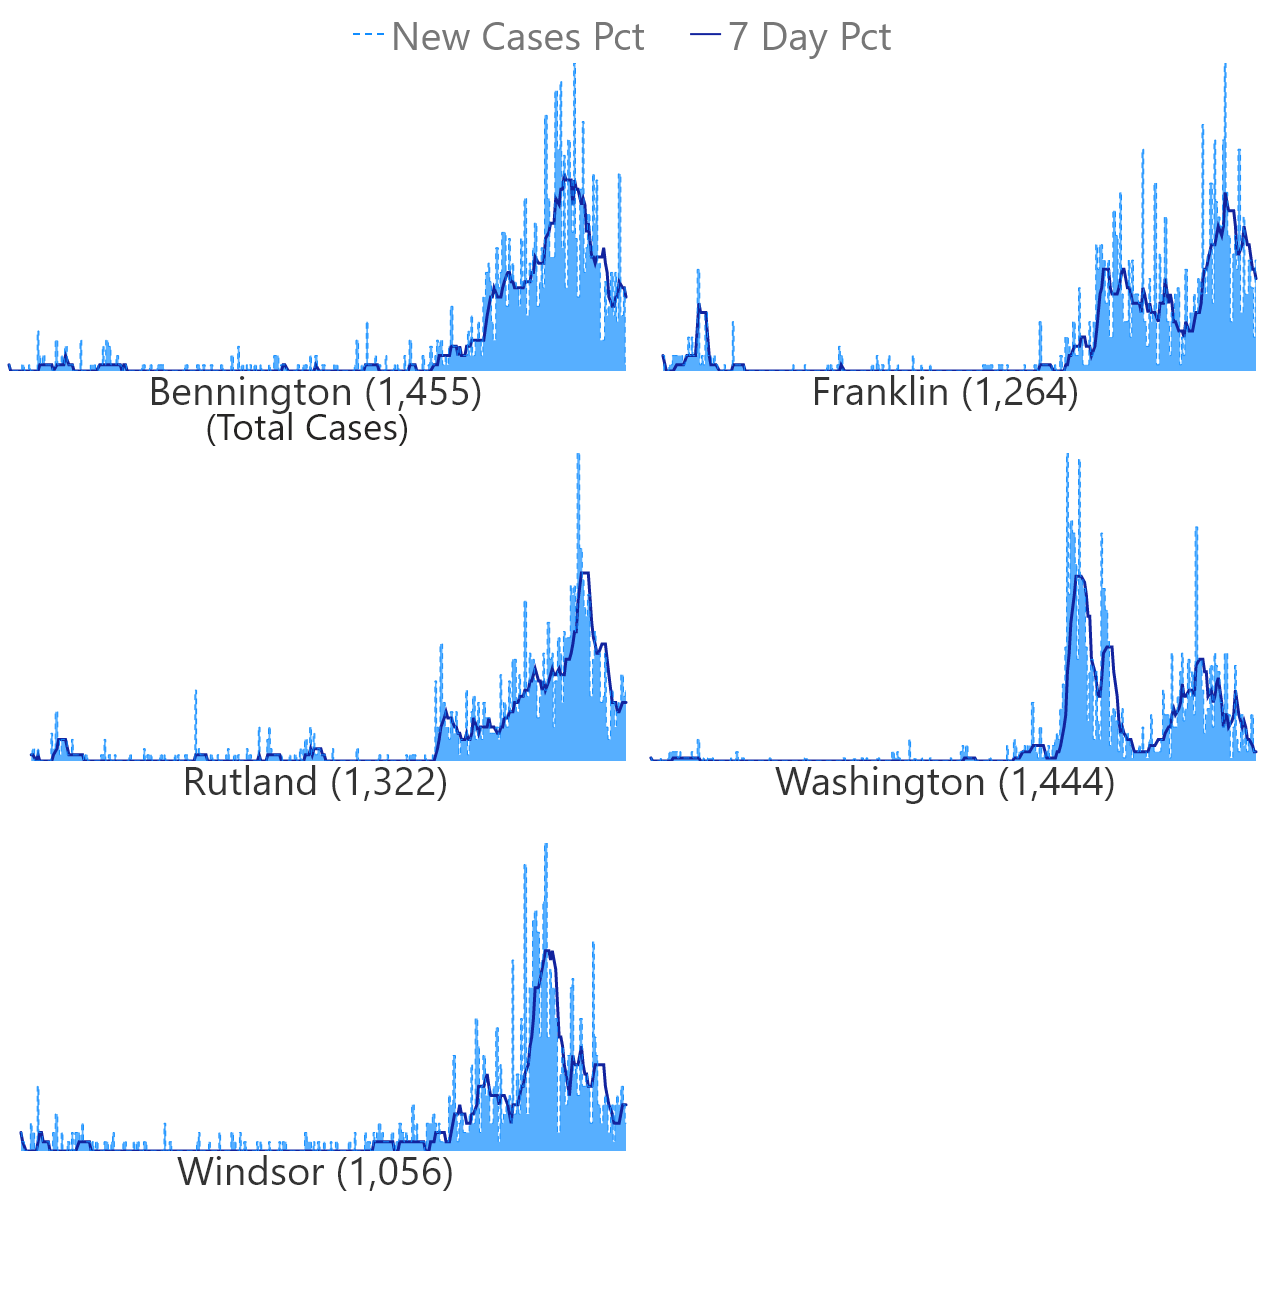 New Cases Pct 7 Day Pct
Bennington (1,455)
(Total Cases)
Franklin (1,264)
Rutland (1,322)
Washington (1,444)
Windsor (1,056)